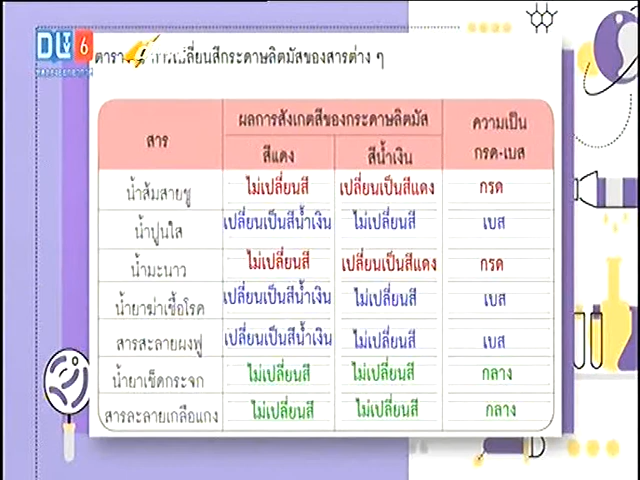 DLTV 6
การเปลี่ยนสีกระดาษลิตมัสของสารต่าง ๆ
สาร
ผลการสังเกตสีของกระดาษลิตมัส
ความเป็น
กรด-เบส
สีแดง
สีน้ำเงิน
น้ำส้มสายชู ไม่เปลี่ยนสี เปลี่ยนเป็นสีแดง กรด
น้ำปูนใส เปลี่ยนเป็นสีน้ำเงิน ไม่เปลี่ยนสี เบส
น้ำมะนาว ไม่เปลี่ยนสี เปลี่ยนเป็นสีแดง กรด
น้ำยาฆ่าเชื้อโรค เปลี่ยนเป็นสีน้ำเงิน ไม่เปลี่ยนสี เบส
สารสะลายผงฟู เปลี่ยนเป็นสีน้ำเงิน ไม่เปลี่ยนสี เบส
น้ำยาเช็ดกระจก ไม่เปลี่ยนสี ไม่เปลี่ยนสี กลาง
สารละลายเกลือแกง ไม่เปลี่ยนสี ไม่เปลี่ยนสี กลาง